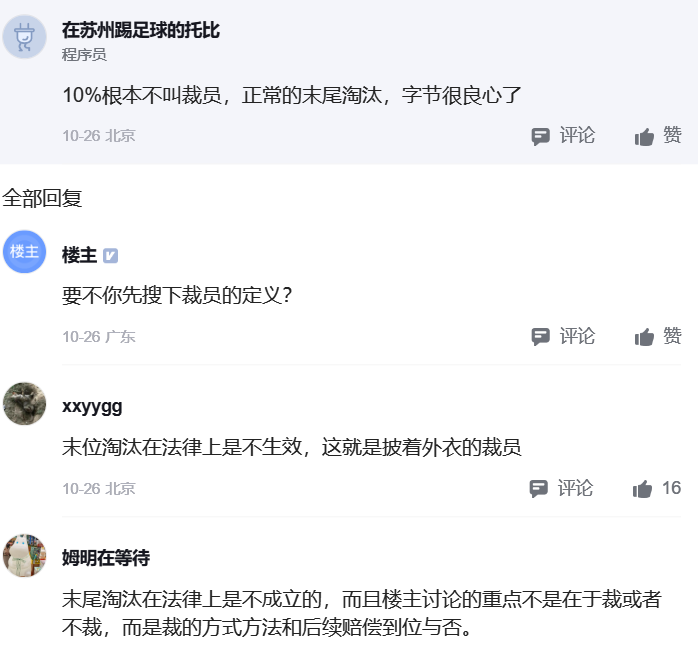 在苏州踢足球的托比
程序员
10%根本不叫裁员，正常的末尾淘汰，字节很良心了
10-26 北京 评论 赞
全部回复
楼主 楼主 V
要不你先搜下裁员的定义？
10-26 广东 评论 赞
xxyygg
末位淘汰在法律上是不生效，这就是披着外衣的裁员
10-26 北京 评论 16
姆明在等待
末尾淘汰在法律上是不成立的，而且楼主讨论的重点不是在于裁或者
不裁，而是裁的方式方法和后续赔偿到位与否。